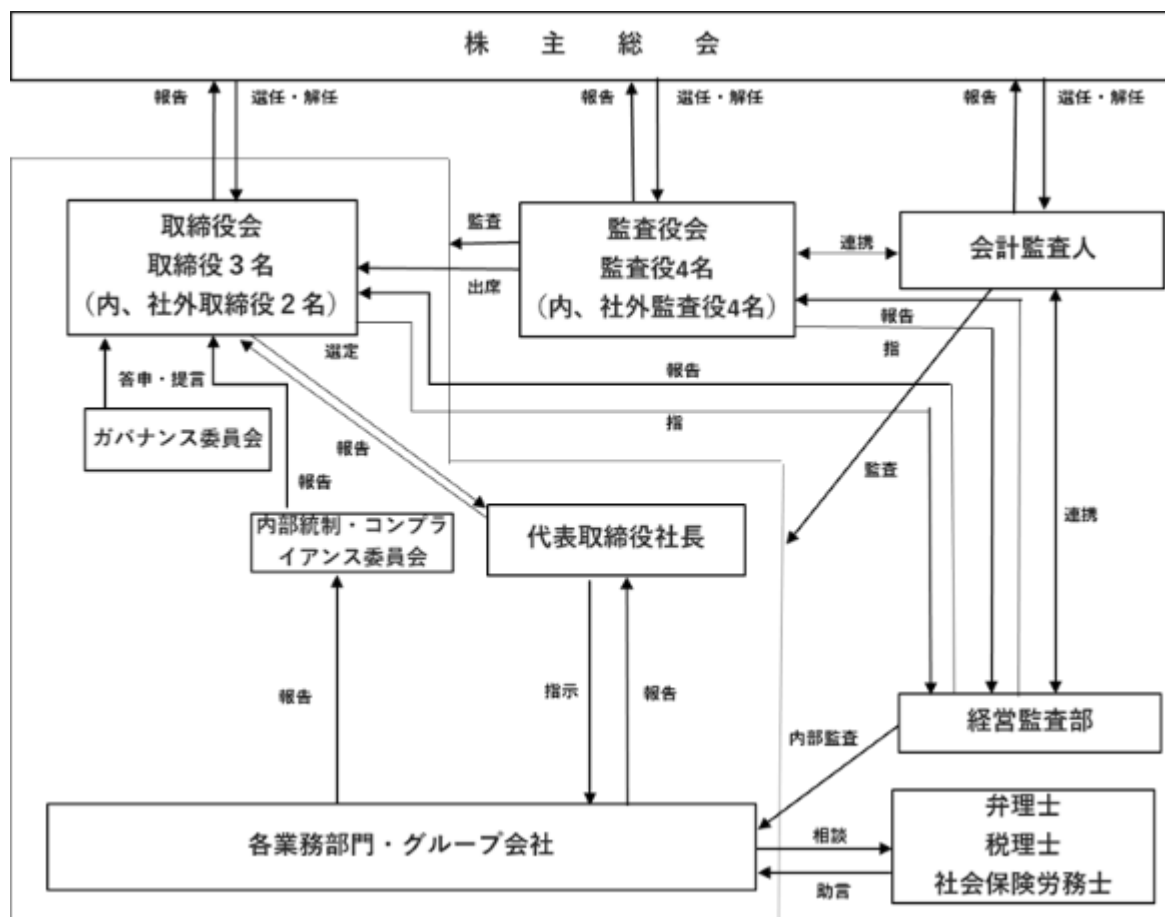 株 主 総 会
報告
選任・解任
報告
選任・解任
報告
選任・解任
取締役会
取締役３名
（内、社外取締役２名）
監査
出席
監査役会
監査役4名
（内、社外監査役4名）
連携
会計監査人
選定
報告
指
報告
指
答申・提言
ガバナンス委員会
報告
報告
監査
内部統制・コンプラ
イアンス委員会
代表取締役社長
連携
報告
指示
報告
内部監査
経営監査部
各業務部門・グループ会社
相談
助言
弁理士
税理士
社会保険労務士